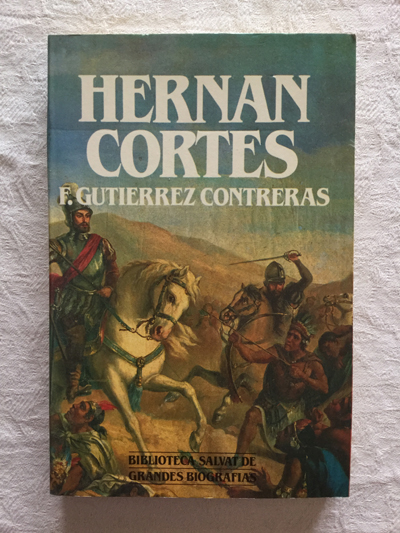 HERNAN
CORTES
F. GUTIERREZ CONTRERAS
BIBLIOTECA SALVAT DE
GRANDES BIOGRAFIAS